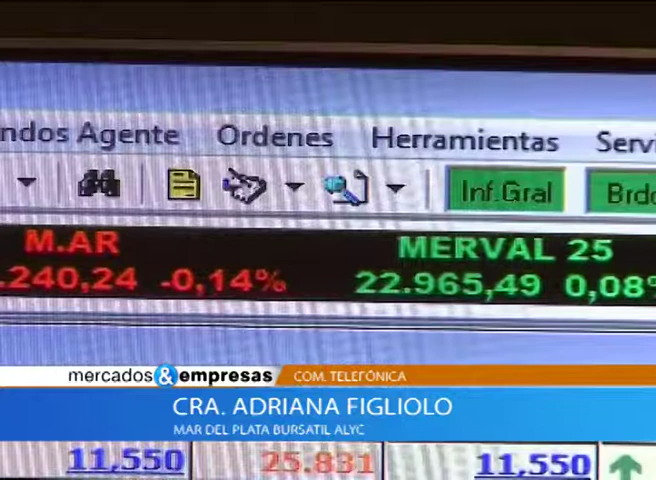 ndos Agente Ordenes Herramientas Servi
Inf.Gral Brdc
M.AR MERVAL 25
.240,24 -0,14% 22.965,49 0,08%
mercados&empresas COM. TELEFÓNICA
CRA. ADRIANA FIGLIOLO
MAR DEL PLATA BURSATIL ALYC
11,550 25.831 11,550